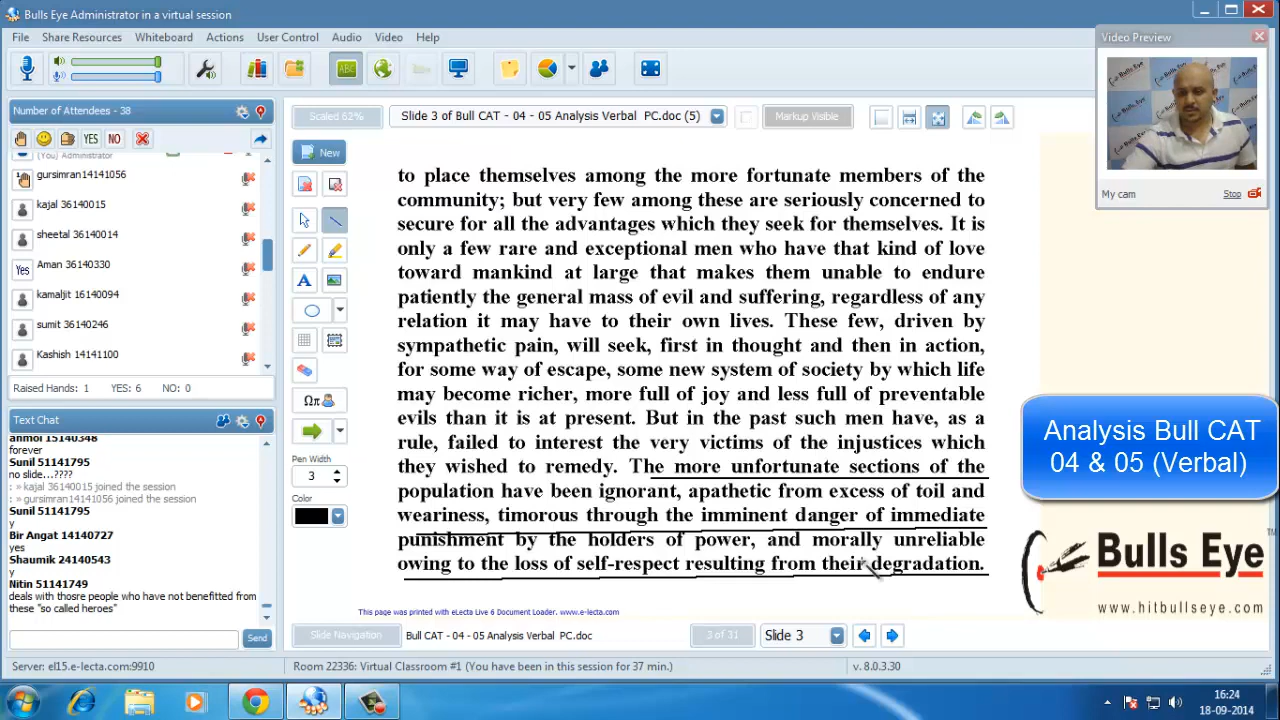 Bulls Eye Administrator in a virtual session
File Share Resources Whiteboard Actions User Control Audio Video Help
Number of Attendees - 38
YES NO
(You) Administrator
gursimran14141056
kajal 36140015
sheetal 36140014
Yes Aman 36140330
kamaljit 16140094
sumit 36140246
Kashish 14141100
Raised Hands: 1 YES: 6 NO: 0
Text Chat
anmol 15140348
forever
Sunil 51141795
no slide...????
: » kajal 36140015 joined the session
: » gursimran14141056 joined the session
Sunil 51141795
y
Bir Angat 14140727
yes
Shaumik 24140543
y
Nitin 51141749
deals with thosre people who have not benefitted from
these "so called heroes"
Send
ABC
Scaled 62%
Slide 3 of Bull CAT - 04 - 05 Analysis Verbal PC.doc (5)
Markup Visible
New
A
Ωπ
Pen Width
3
Color
to place themselves among the more fortunate members of the
community; but very few among these are seriously concerned to
secure for all the advantages which they seek for themselves. It is
only a few rare and exceptional men who have that kind of love
toward mankind at large that makes them unable to endure
patiently the general mass of evil and suffering, regardless of any
relation it may have to their own lives. These few, driven by
sympathetic pain, will seek, first in thought and then in action,
for some way of escape, some new system of society by which life
may become richer, more full of joy and less full of preventable
evils than it is at present. But in the past such men have, as a
rule, failed to interest the very victims of the injustices which
they wished to remedy. The more unfortunate sections of the
population have been ignorant, apathetic from excess of toil and
weariness, timorous through the imminent danger of immediate
punishment by the holders of power, and morally unreliable
owing to the loss of self-respect resulting from their degradation.
This page was printed with eLecta Live 6 Document Loader. www.e-lecta.com
Slide Navigation
Bull CAT - 04 - 05 Analysis Verbal PC.doc
3 of 31
Slide 3
Video Preview
My cam
Stop
Analysis Bull CAT
04 & 05 (Verbal)
Bulls Eye
TM
www.hitbullseye.com
Server: el15.e-lecta.com:9910
Room 22336: Virtual Classroom #1 (You have been in this session for 37 min.)
v. 8.0.3.30
16:24
18-09-2014